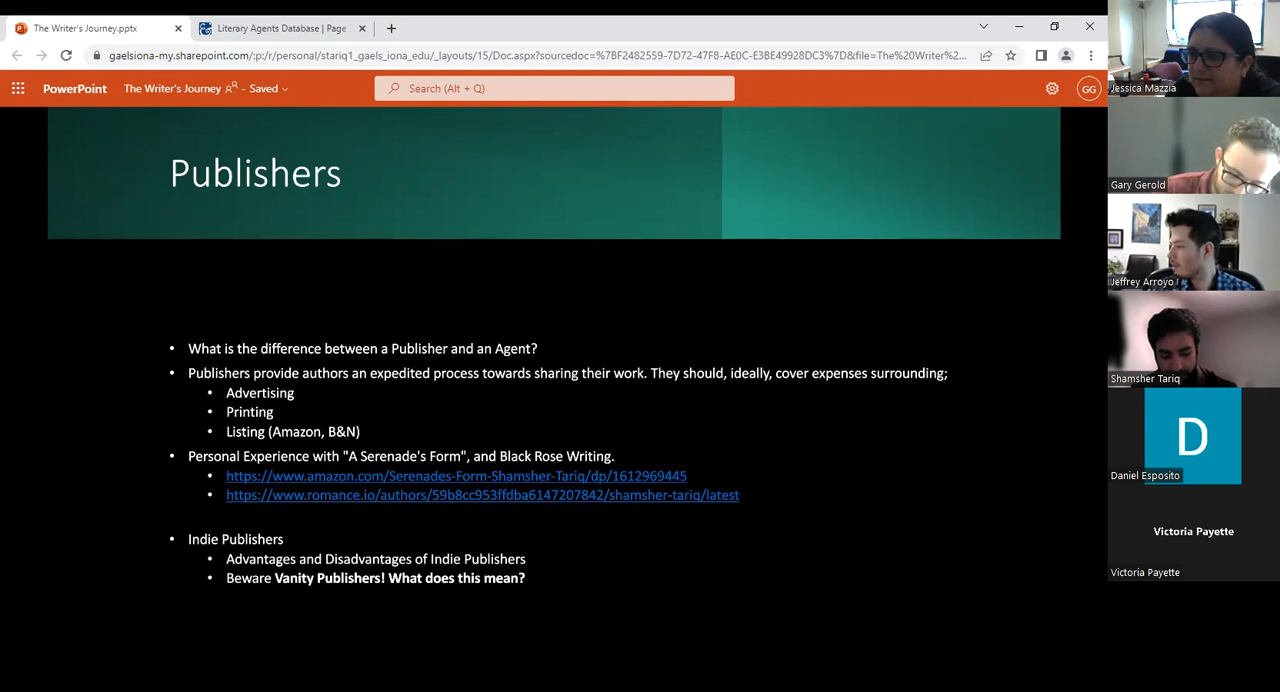 The Writer's Journey.pptx
Literary Agents Database | Page
gaelsiona-my.sharepoint.com/:p:/r/personal/stariq1_gaels_iona_edu/_layouts/15/Doc.aspx?sourcedoc=%7BF2482559-7D72-47F8-AE0C-E3BE49928DC3%7D&file=The%20Writer%2...
PowerPoint The Writer's Journey - Saved Search (Alt + Q) GG
Publishers
• What is the difference between a Publisher and an Agent?
• Publishers provide authors an expedited process towards sharing their work. They should, ideally, cover expenses surrounding;
• Advertising
• Printing
• Listing (Amazon, B&N)
• Personal Experience with "A Serenade's Form", and Black Rose Writing.
• https://www.amazon.com/Serenades-Form-Shamsher-Tariq/dp/1612969445
• https://www.romance.io/authors/59b8cc953ffdba6147207842/shamsher-tariq/latest
• Indie Publishers
• Advantages and Disadvantages of Indie Publishers
• Beware Vanity Publishers! What does this mean?
Jessica Mazzia
Gary Gerold
Jeffrey Arroyo
Shamsher Tariq
D
Daniel Esposito
Victoria Payette
Victoria Payette